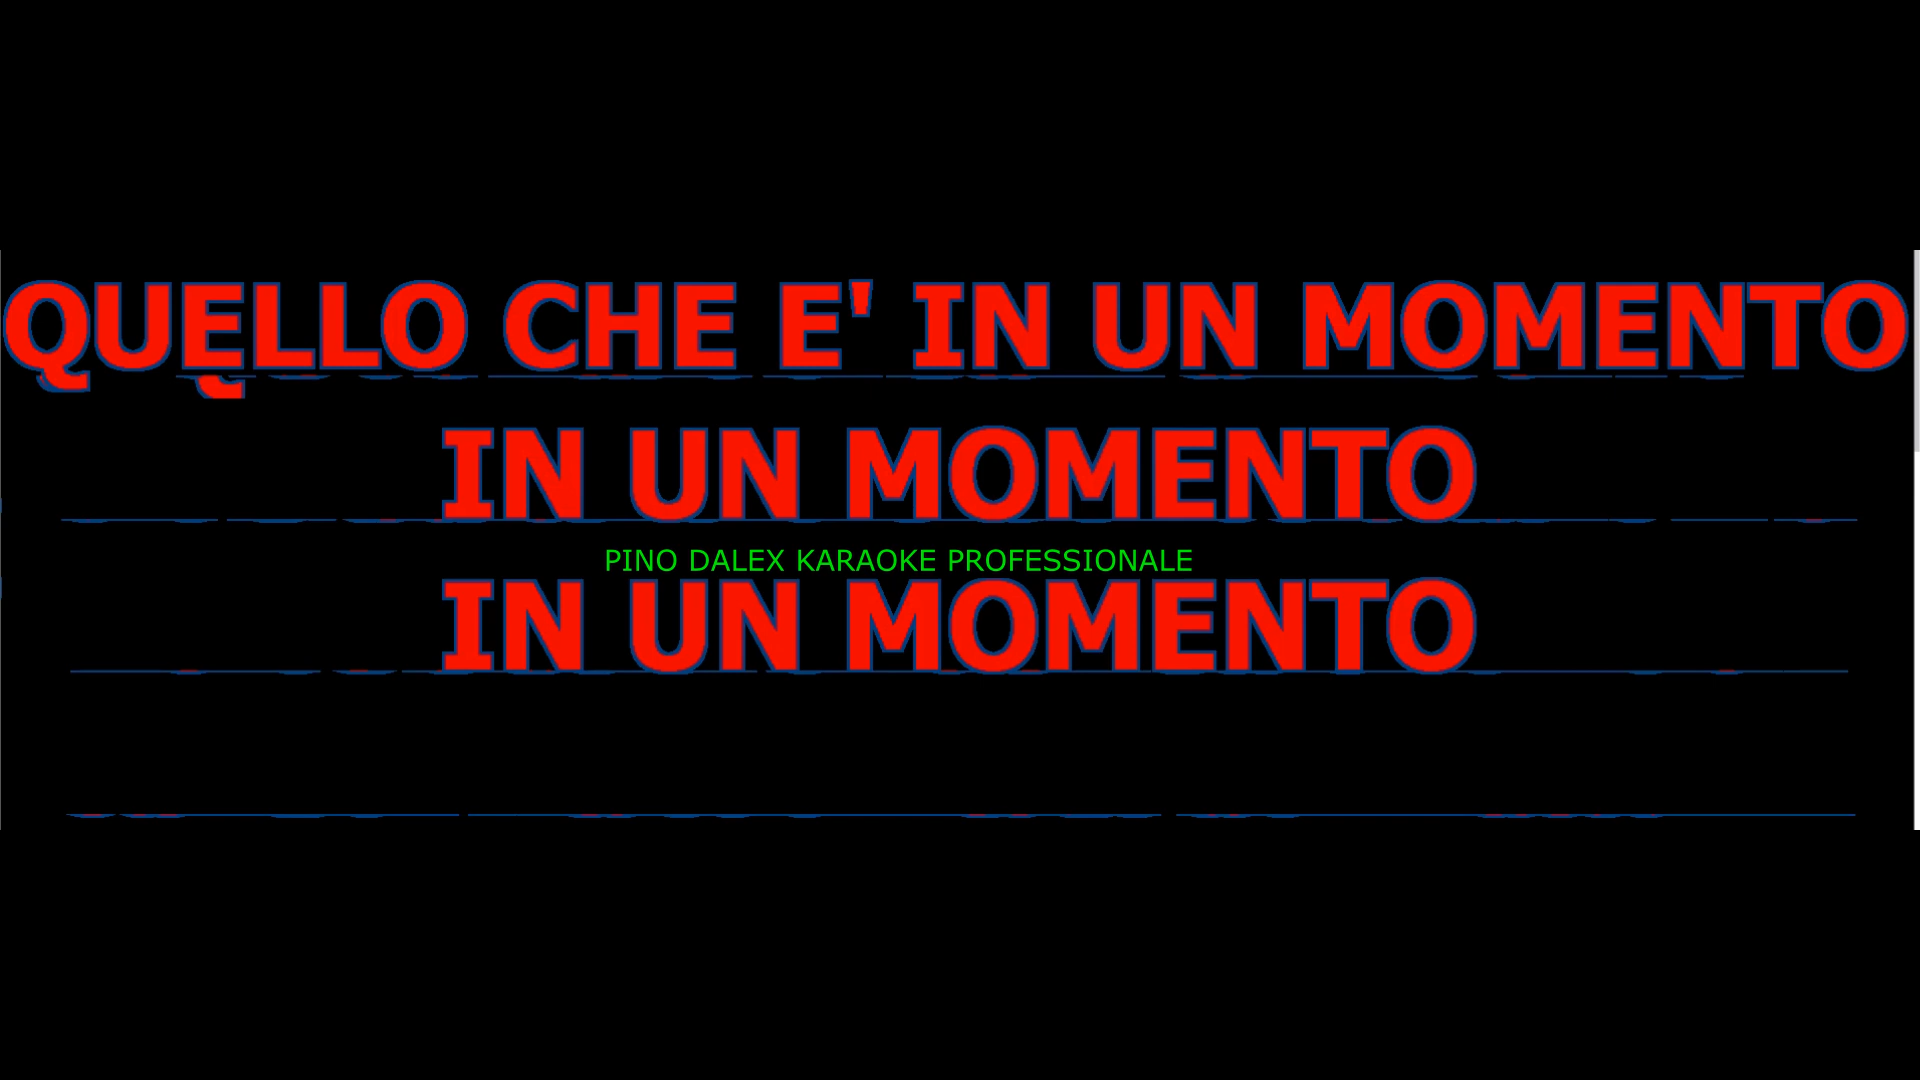 QUELLO CHE E' IN UN MOMENTO
IN UN MOMENTO
PINO DALEX KARAOKE PROFESSIONALE
IN UN MOMENTO